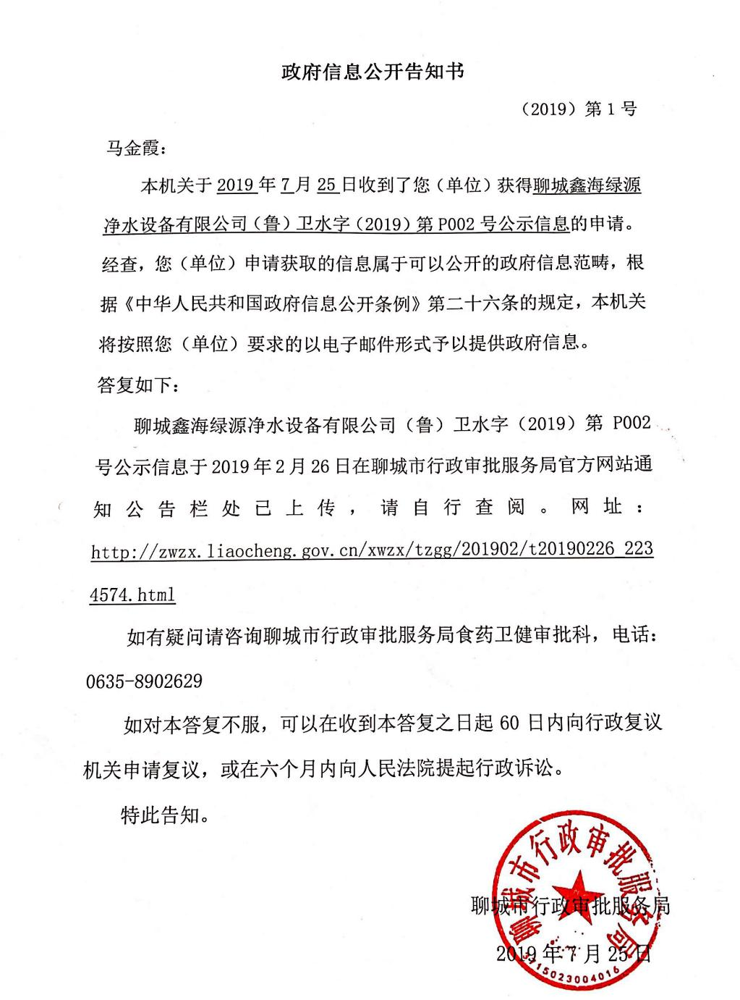 政府信息公开告知书
（2019）第 1 号
马金霞：
本机关于 2019 年 7 月 25 日收到了您（单位）获得聊城鑫海绿源
净水设备有限公司（鲁）卫水字（2019）第 P002 号公示信息的申请。
经查，您（单位）申请获取的信息属于可以公开的政府信息范畴，根
据《中华人民共和国政府信息公开条例》第二十六条的规定，本机关
将按照您（单位）要求的以电子邮件形式予以提供政府信息。
答复如下：
聊城鑫海绿源净水设备有限公司（鲁）卫水字（2019）第 P002
号公示信息于 2019 年 2 月 26 日在聊城市行政审批服务局官方网站通
知公告栏处已上传，请自行查阅。网址：
http://zwzx.liaocheng.gov.cn/xwzx/tzgg/201902/t20190226_223
4574.html
如有疑问请咨询聊城市行政审批服务局食药卫健审批科，电话：
0635-8902629
如对本答复不服，可以在收到本答复之日起 60 日内向行政复议
机关申请复议，或在六个月内向人民法院提起行政诉讼。
特此告知。
聊城市行政审批服务局
聊城市行政审批服务局
2019 年 7 月 25 日
3715023004016